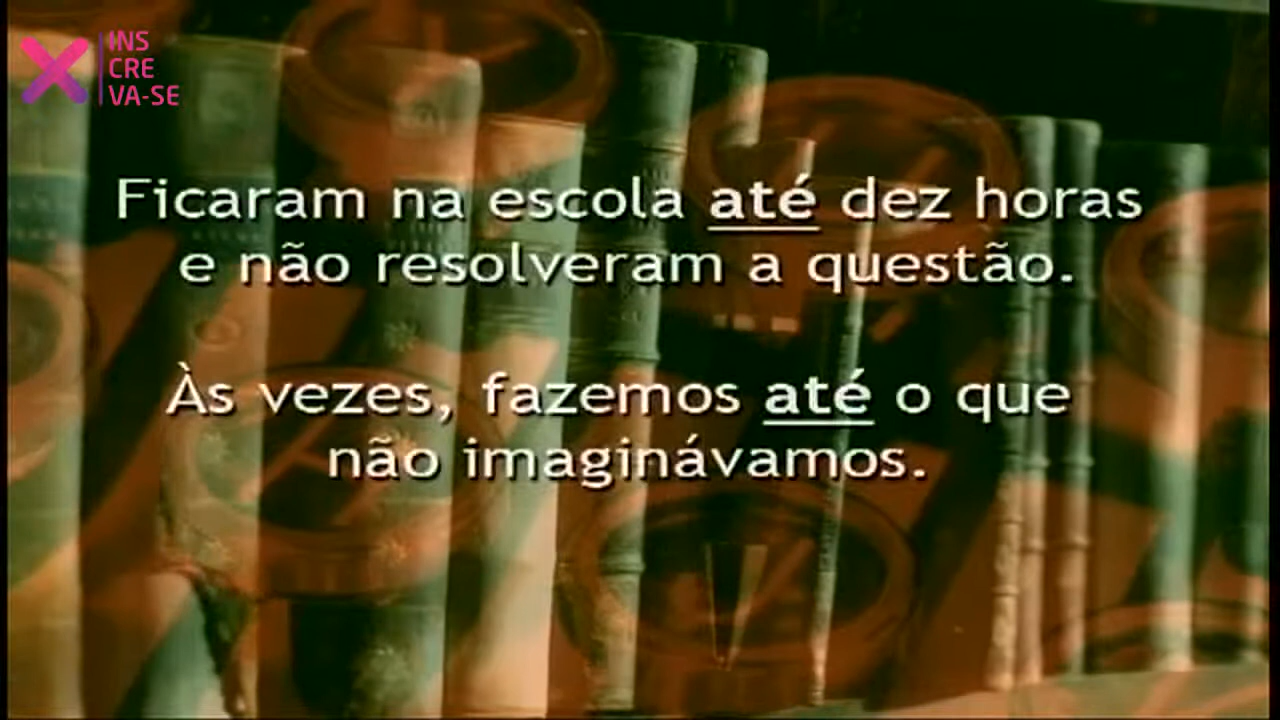 INS
CRE
VA-SE
Ficaram na escola até dez horas
e não resolveram a questão.
Às vezes, fazemos até o que
não imaginávamos.